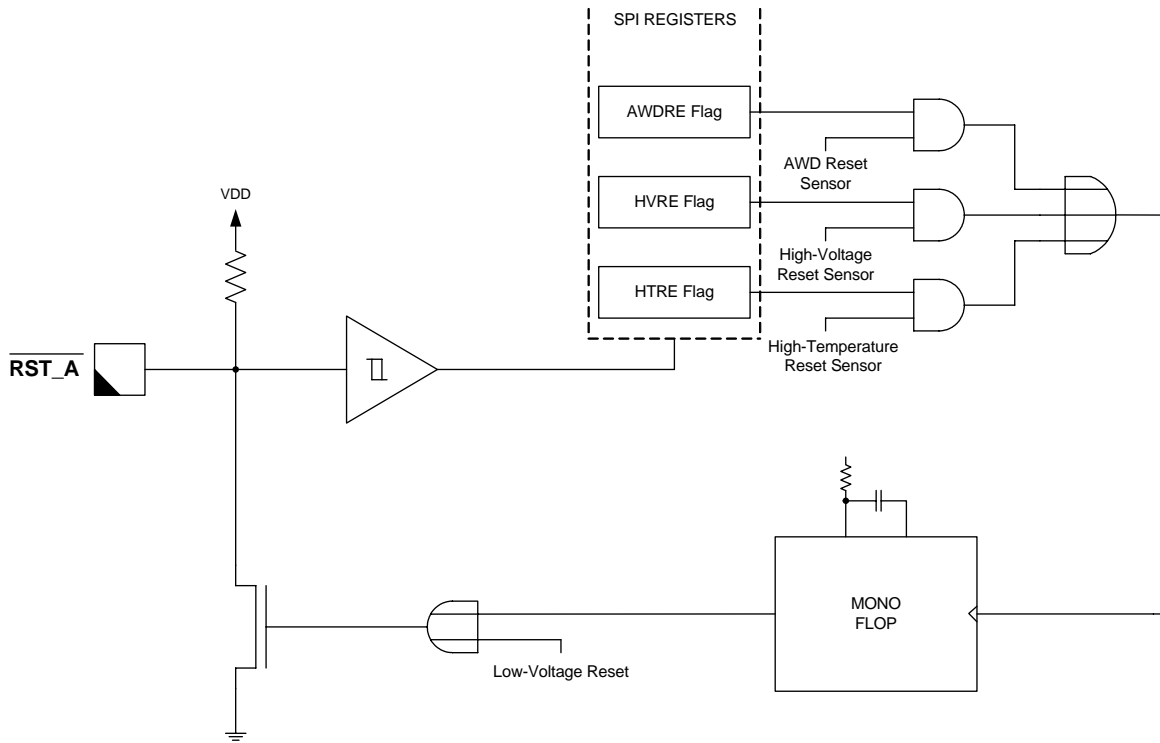 SPI REGISTERS
AWDRE Flag
AWD Reset
Sensor
VDD
HVRE Flag
High-Voltage
Reset Sensor
HTRE Flag
High-Temperature
Reset Sensor
RST_A
MONO
FLOP
Low-Voltage Reset